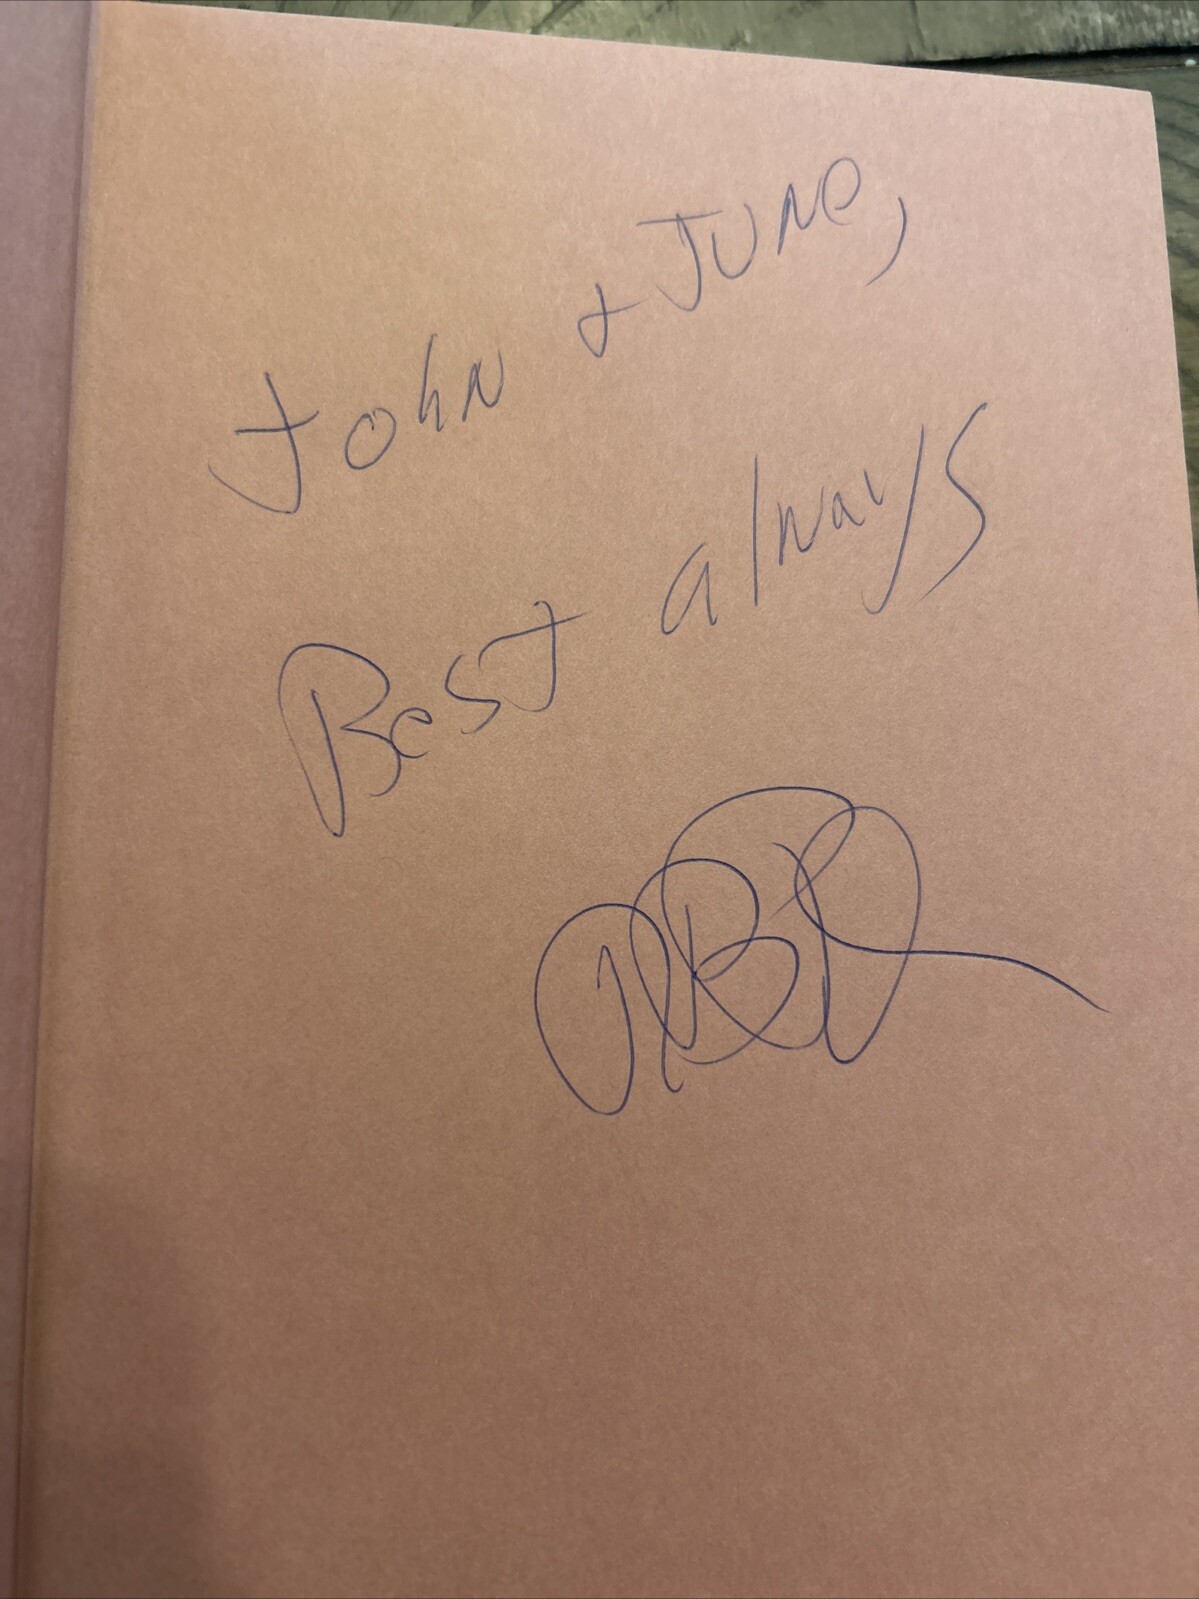 John + June,
Best always